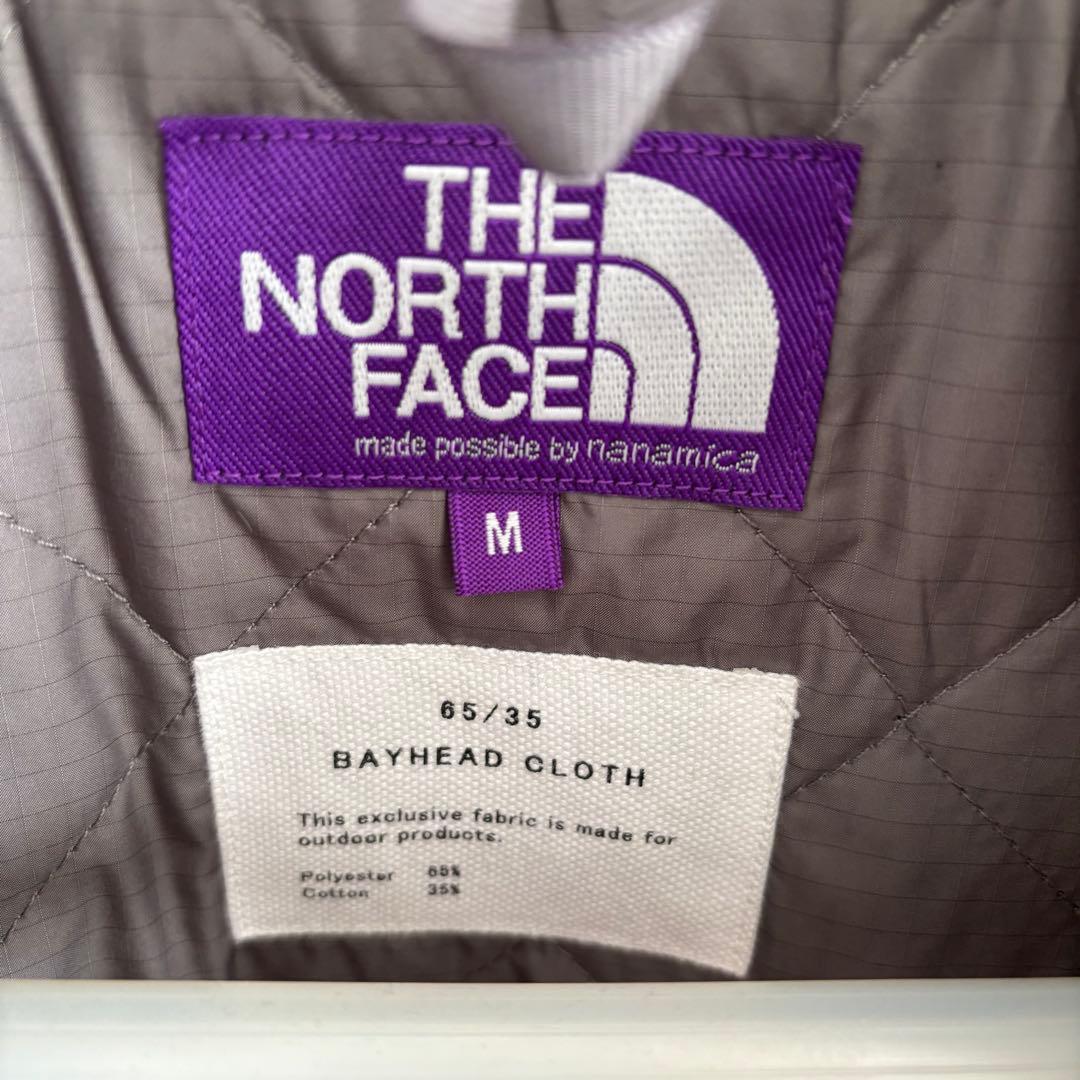 THE
NORTH
FACE
made possible by nanamica
M
65/35
BAYHEAD CLOTH
This exclusive fabric is made for
outdoor products.
Polyester 65%
Cotton 35%